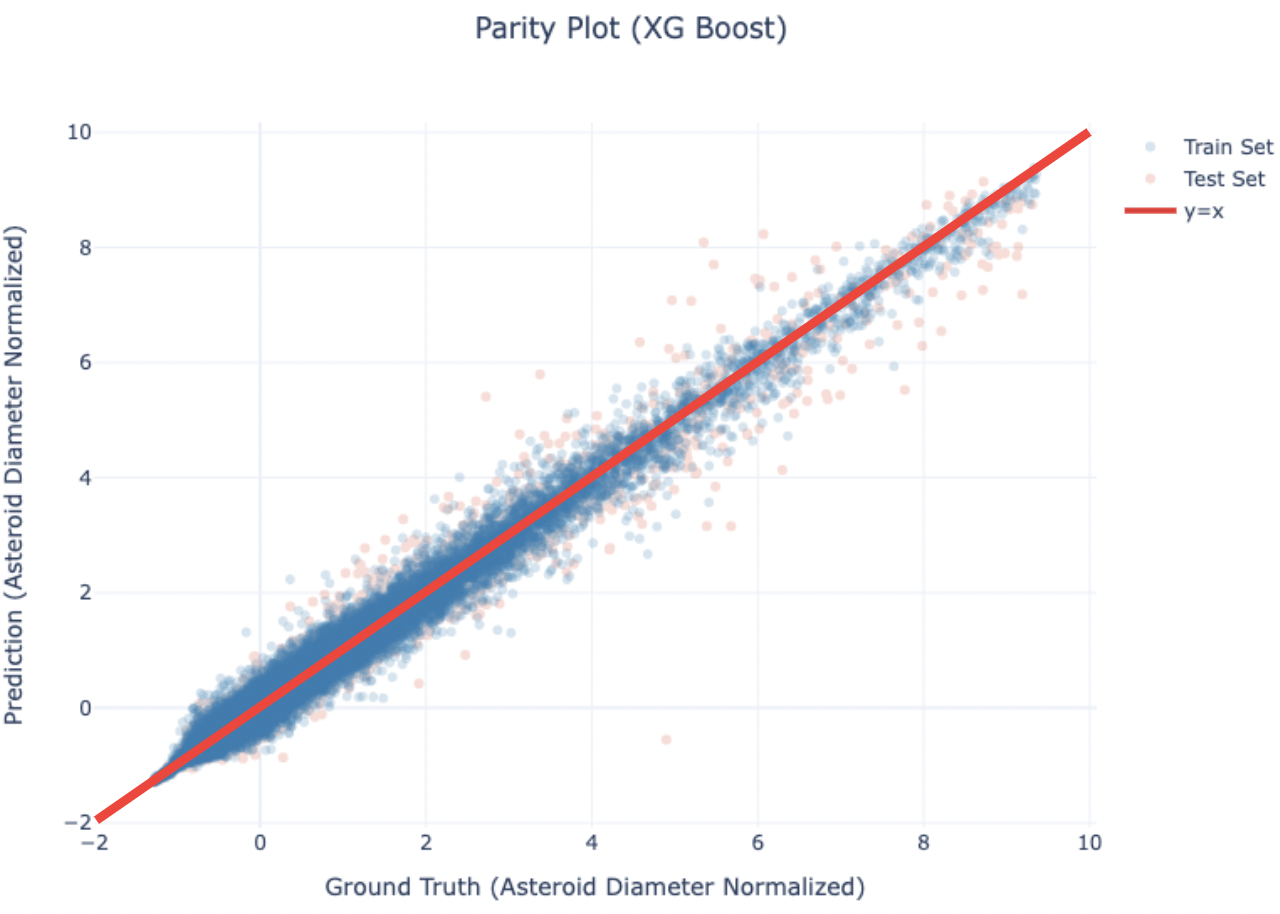 Parity Plot (XG Boost)
10
8
6
4
2
0
−2
−2
0
2
4
6
8
10
Prediction (Asteroid Diameter Normalized)
Ground Truth (Asteroid Diameter Normalized)
Train Set
Test Set
y=x